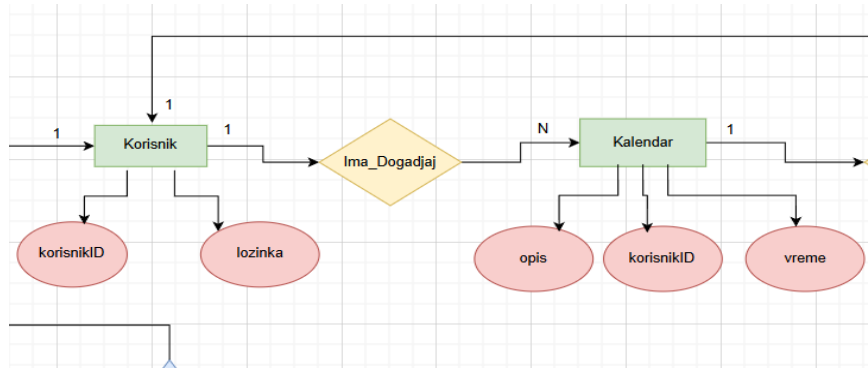 1
1
1
Korisnik
Ima_Dogadjaj
N
Kalendar
1
korisnikID
lozinka
opis
korisnikID
vreme